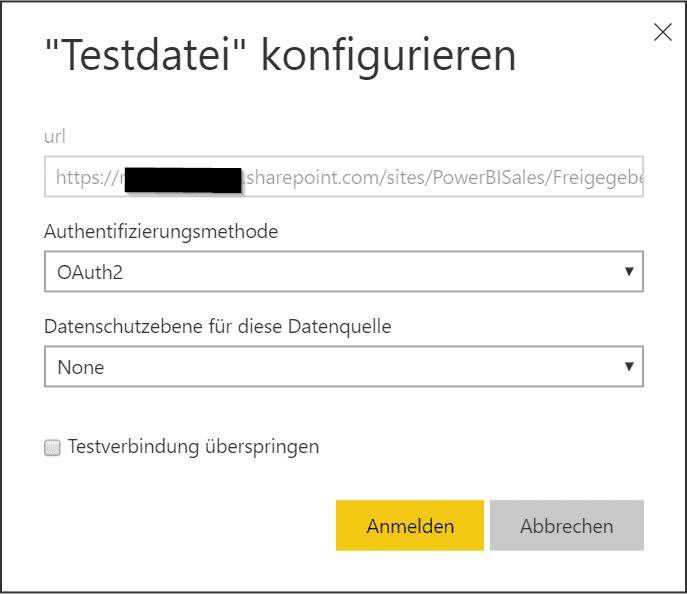 "Testdatei" konfigurieren
url
https://r .sharepoint.com/sites/PowerBISales/Freigegebe
Authentifizierungsmethode
OAuth2
Datenschutzebene für diese Datenquelle
None
Testverbindung überspringen
Anmelden Abbrechen